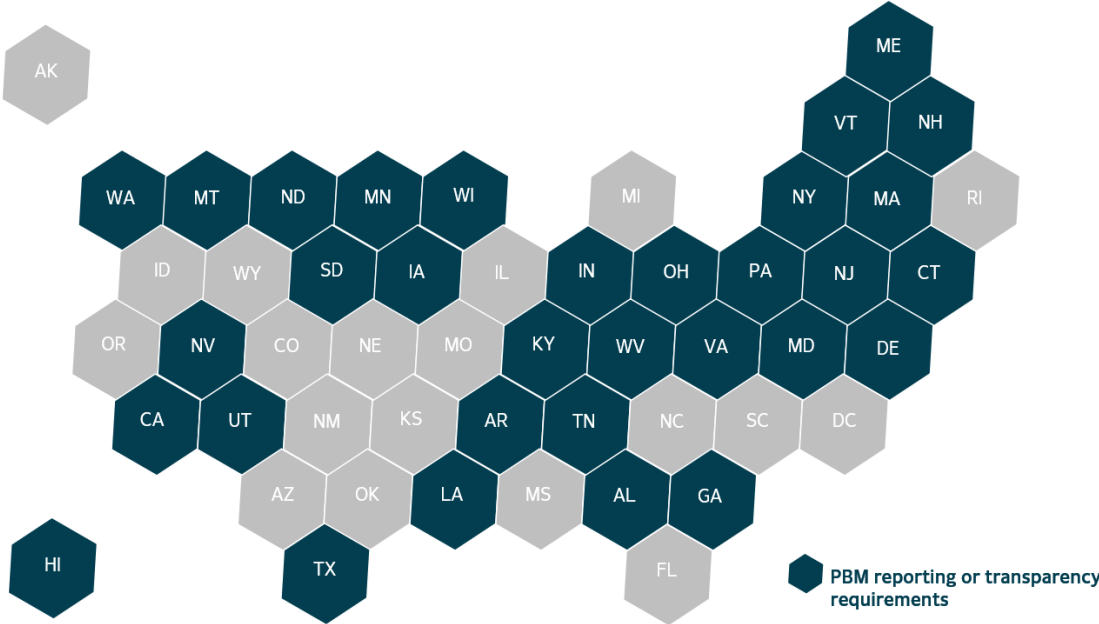 ME
AK
VT NH
WA MT ND MN WI MI NY MA RI
ID WY SD IA IL IN OH PA NJ CT
OR NV CO NE MO KY WV VA MD DE
CA UT NM KS AR TN NC SC DC
AZ OK LA MS AL GA
HI TX FL
PBM reporting or transparency
requirements